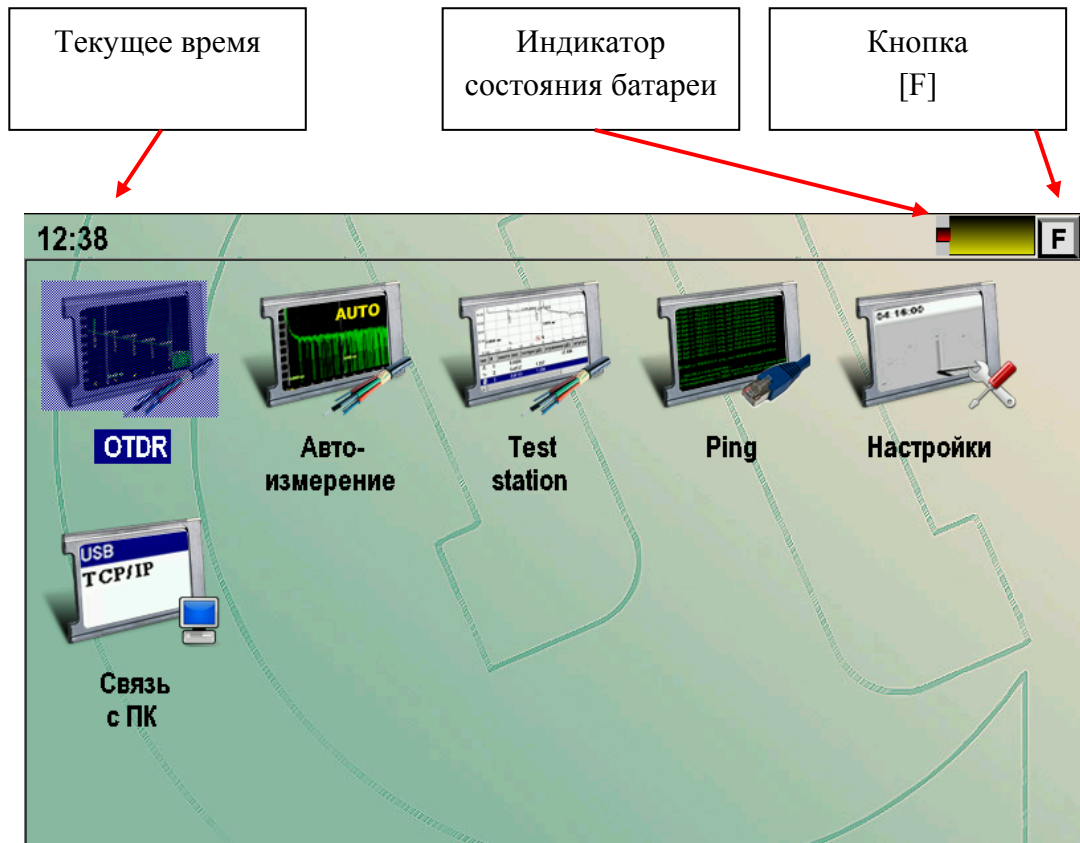 Текущее время
Индикатор
состояния батареи
Кнопка
[F]
12:38
F
AUTO
04:16:00
OTDR
Авто-
измерение
Test
station
Ping
Настройки
USB
TCP/IP
Связь
с ПК